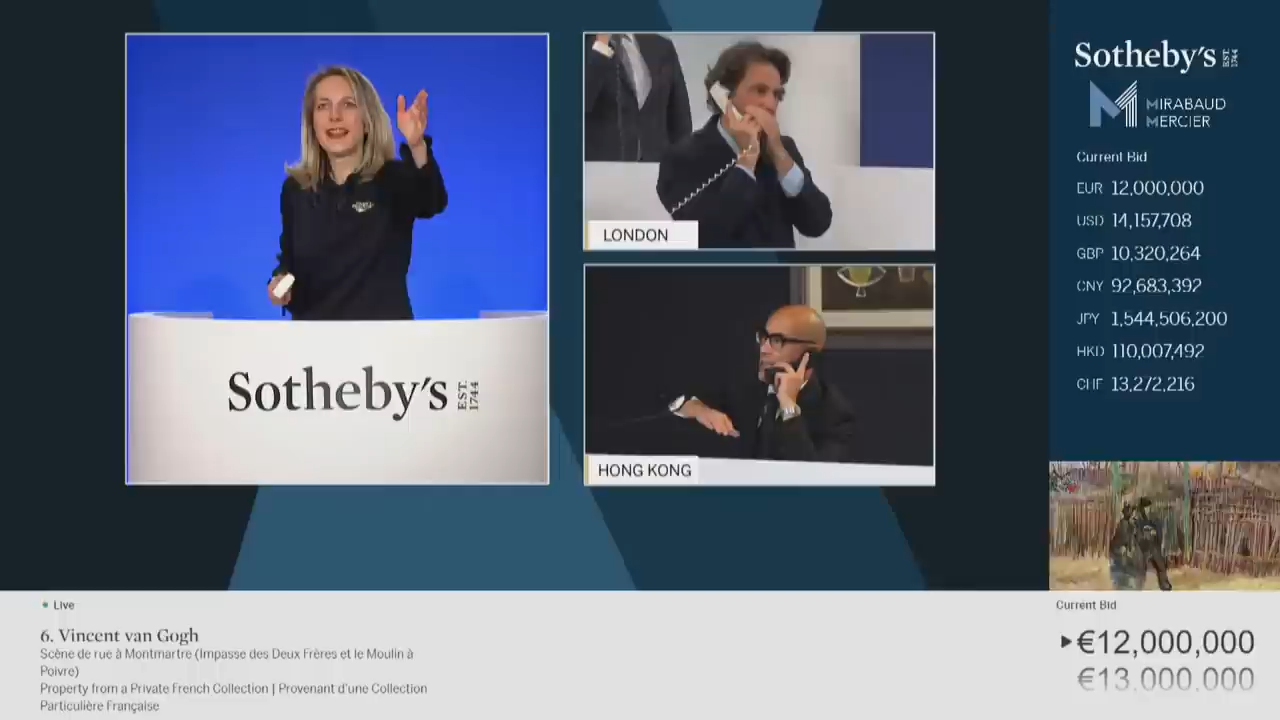 Sotheby's EST. 1744
LONDON
HONG KONG
Sotheby's EST. 1744
MIRABAUD
MERCIER
Current Bid
EUR 12,000,000
USD 14,157,708
GBP 10,320,264
CNY 92,683,392
JPY 1,544,506,200
HKD 110,007,492
CHF 13,272,216
Live
6. Vincent van Gogh
Scène de rue à Montmartre (Impasse des Deux Frères et le Moulin à
Poivre)
Property from a Private French Collection | Provenant d'une Collection
Particulière Française
Current Bid
€12,000,000
€13,000,000